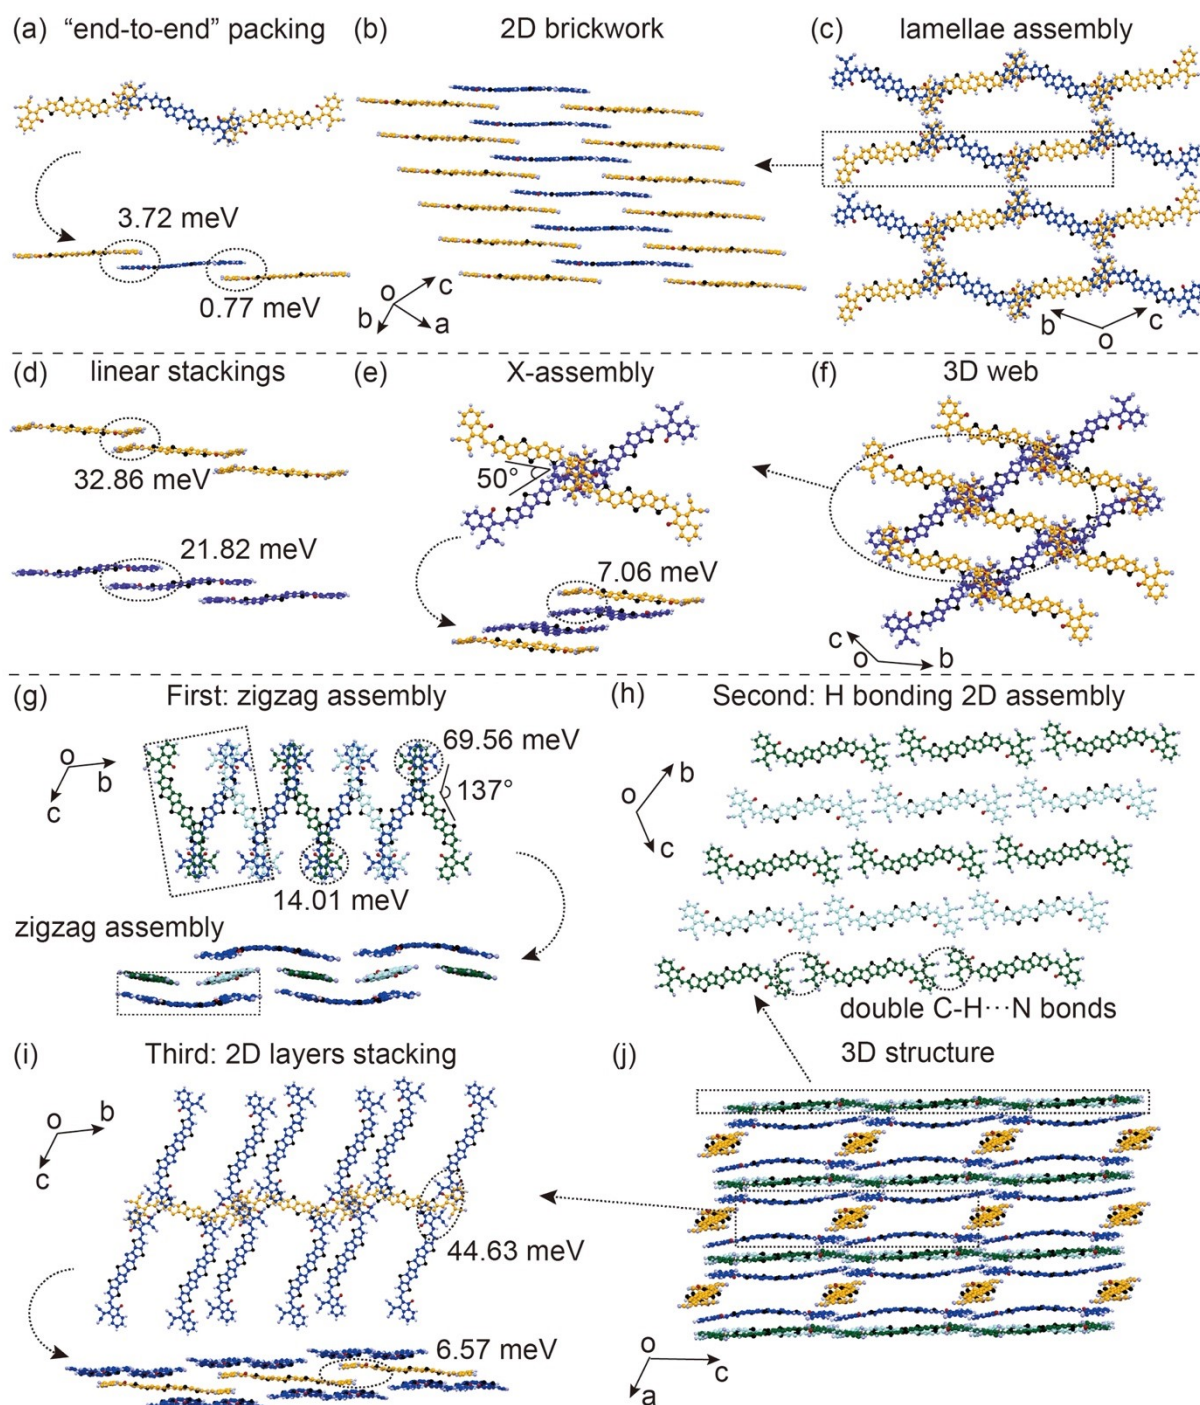 (a) “end-to-end” packing
(b) 2D brickwork
(c) lamellae assembly
3.72 meV
0.77 meV
o
c
b
a
b
c
o
(d) linear stackings
(e) X-assembly
(f) 3D web
32.86 meV
21.82 meV
50°
7.06 meV
c
o
b
(g) First: zigzag assembly
(h) Second: H bonding 2D assembly
o
b
c
69.56 meV
137°
14.01 meV
zigzag assembly
b
o
c
double C-H···N bonds
(i) Third: 2D layers stacking
(j) 3D structure
o
b
c
44.63 meV
6.57 meV
o
c
a